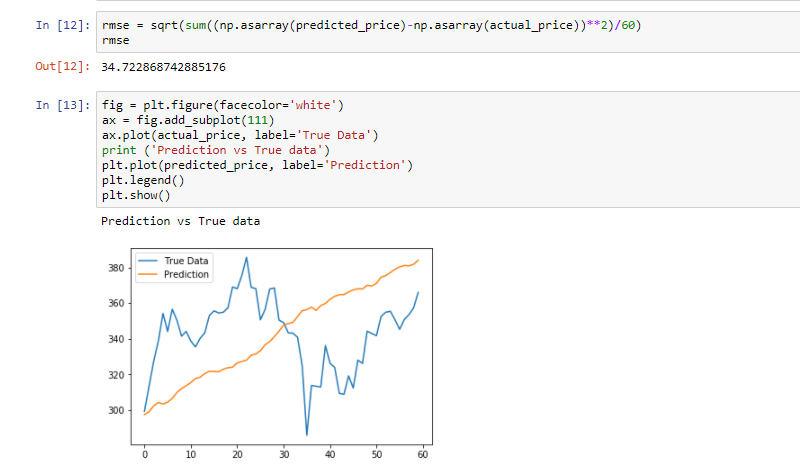 In [12]: rmse = sqrt(sum((np.asarray(predicted_price)-np.asarray(actual_price))**2)/60)
rmse
Out[12]: 34.722868742885176
In [13]: fig = plt.figure(facecolor='white')
ax = fig.add_subplot(111)
ax.plot(actual_price, label='True Data')
print ('Prediction vs True data')
plt.plot(predicted_price, label='Prediction')
plt.legend()
plt.show()
Prediction vs True data
True Data
Prediction
380
360
340
320
300
0 10 20 30 40 50 60